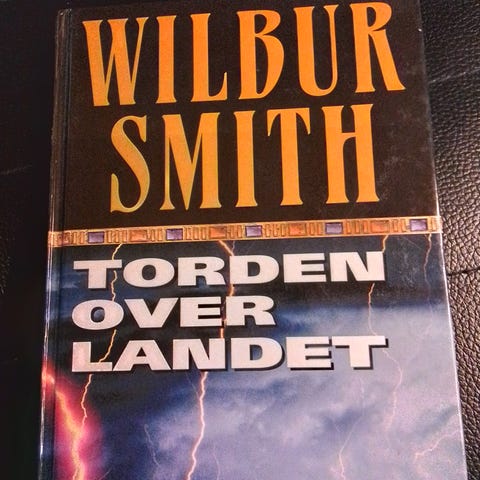 WILBUR
SMITH
TORDEN
OVER
LANDET